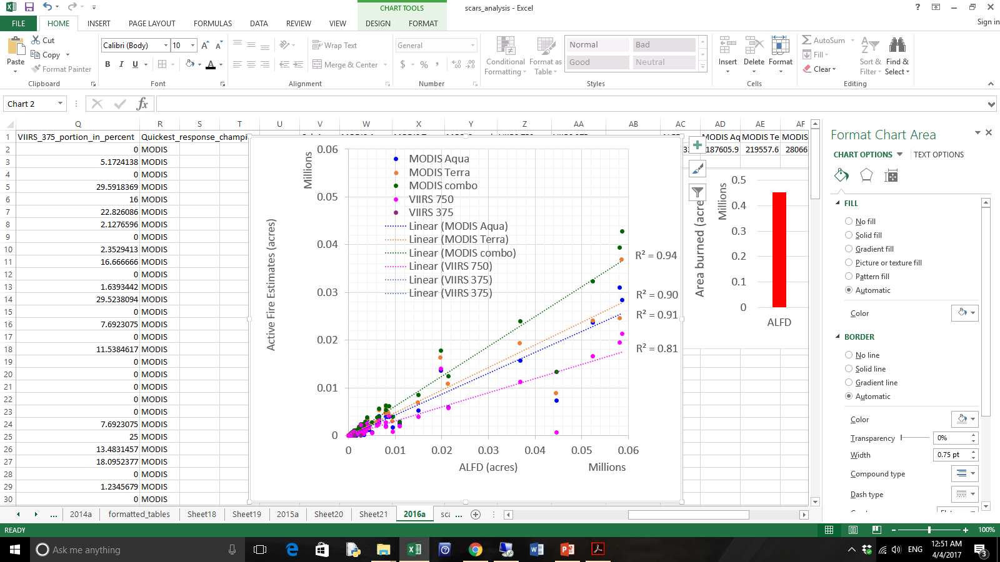 CHART TOOLS
scars_analysis - Excel
?
FILE
HOME
INSERT
PAGE LAYOUT
FORMULAS
DATA
REVIEW
VIEW
DESIGN
FORMAT
Sign in
Paste
Cut
Copy
Format Painter
Clipboard
Calibri (Body)
10
B I U
Font
Wrap Text
Merge & Center
Alignment
General
$ % ,
Number
Conditional Formatting
Format as Table
Normal
Bad
Good
Neutral
Styles
Insert
Delete
Format
Cells
AutoSum
Fill
Clear
Sort & Filter
Find & Select
Editing
Chart 2
fx
Q R S T U V W X Y Z AA AB AC AD AE AF
1 VIIRS_375_portion_in_percent Quickest_response_champi MODIS Aq MODIS Te MODIS
2 0 MODIS 187605.9 219557.6 28066
3 5.1724138 MODIS
4 0 MODIS
5 29.5918369 MODIS
6 16 MODIS
7 22.826086 MODIS
8 2.1276596 MODIS
9 0 MODIS
10 2.3529413 MODIS
11 16.666666 MODIS
12 0 MODIS
13 1.6393442 MODIS
14 29.5238094 MODIS
15 0 MODIS
16 7.6923075 MODIS
17 0 MODIS
18 11.5384617 MODIS
19 0 MODIS
20 0 MODIS
21 0 MODIS
22 0 MODIS
23 0 MODIS
24 7.6923075 MODIS
25 25 MODIS
26 13.4831457 MODIS
27 18.0952377 MODIS
28 0 MODIS
29 1.2345679 MODIS
30 0 MODIS
Active Fire Estimates (acres)
Millions
0.06
0.05
0.04
0.03
0.02
0.01
0
MODIS Aqua
MODIS Terra
MODIS combo
VIIRS 750
VIIRS 375
Linear (MODIS Aqua)
Linear (MODIS Terra)
Linear (MODIS combo)
Linear (VIIRS 750)
Linear (VIIRS 375)
Linear (VIIRS 375)
R² = 0.94
R² = 0.90
R² = 0.91
R² = 0.81
0 0.01 0.02 0.03 0.04 0.05 0.06
ALFD (acres)
Millions
Area burned (acre
Millions
0.5
0.4
0.3
0.2
0.1
0
ALFD
Format Chart Area
CHART OPTIONS
TEXT OPTIONS
FILL
No fill
Solid fill
Gradient fill
Picture or texture fill
Pattern fill
Automatic
Color
BORDER
No line
Solid line
Gradient line
Automatic
Color
Transparency 0%
Width 0.75 pt
Compound type
Dash type
... 2014a formatted_tables Sheet18 Sheet19 2015a Sheet20 Sheet21 2016a sca ...
READY
100%
Ask me anything
ENG
12:51 AM
4/4/2017
3